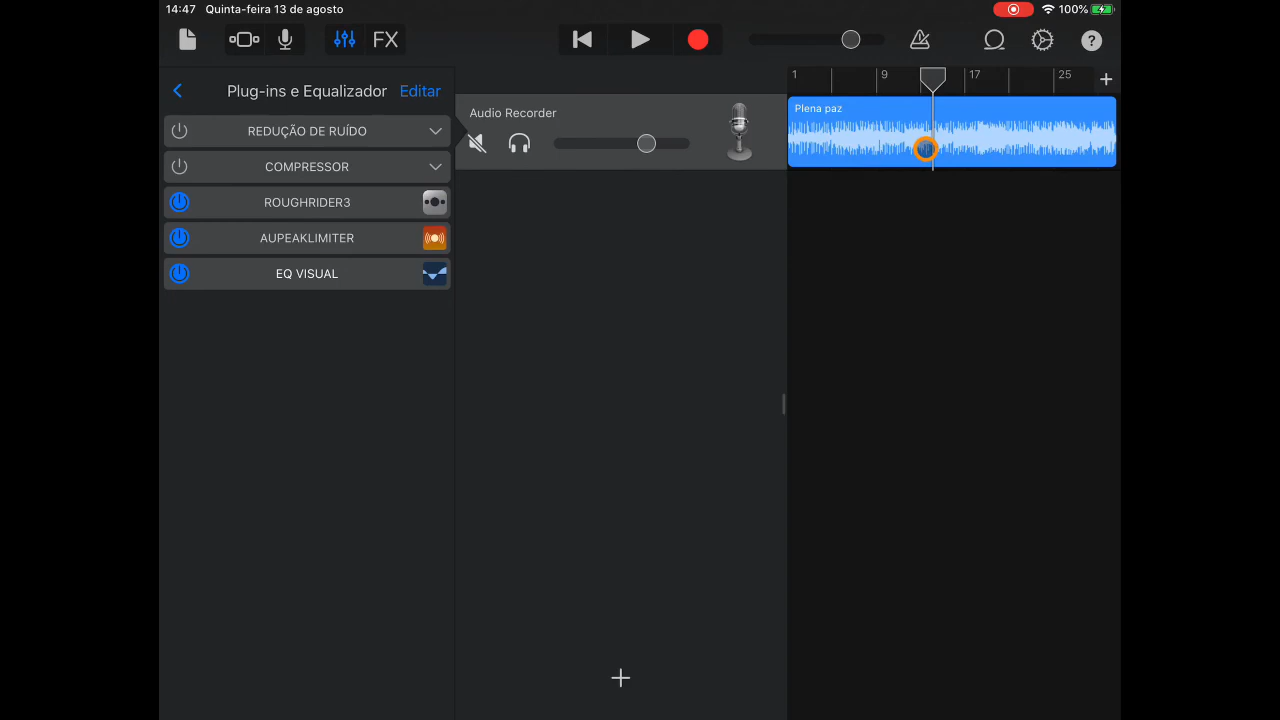 14:47 Quinta-feira 13 de agosto 100%
FX ?
1 9 17 25
Plug-ins e Equalizador Editar
Audio Recorder
Plena paz
REDUÇÃO DE RUÍDO
COMPRESSOR
ROUGHRIDER3
AUPEAKLIMITER
EQ VISUAL